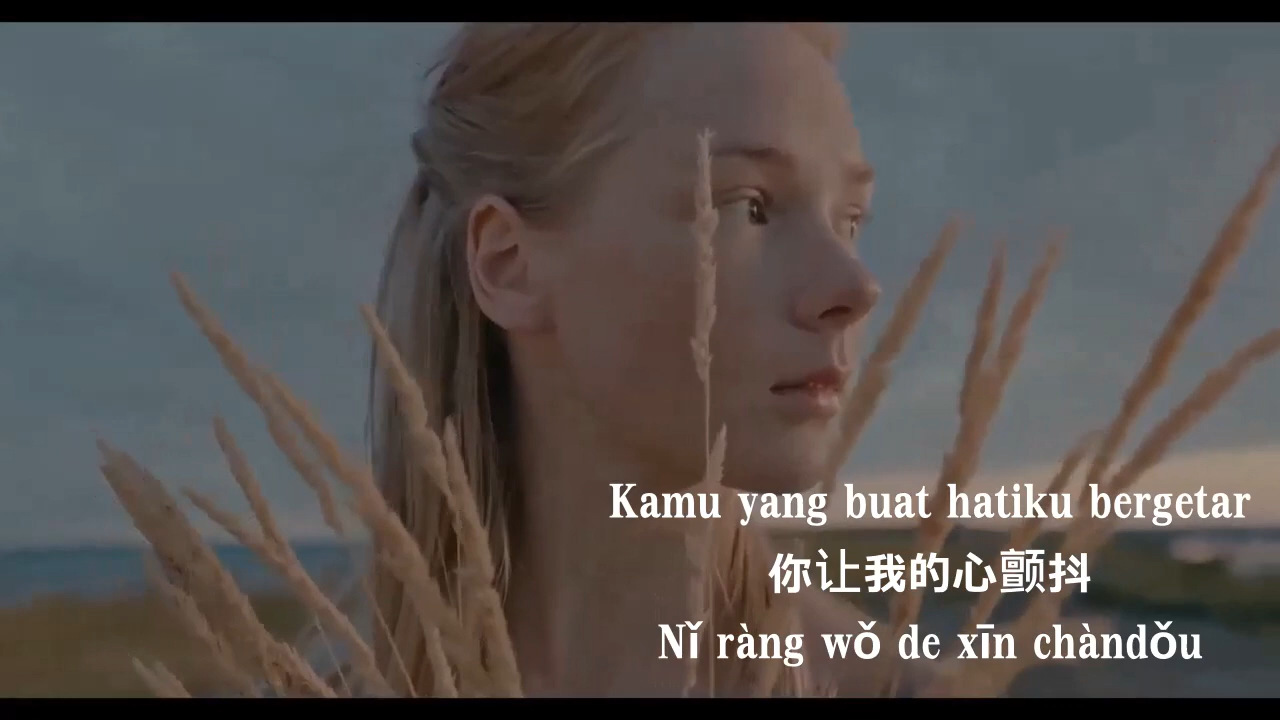 Kamu yang buat hatiku bergetar
你让我的心颤抖
Nǐ ràng wǒ de xīn chàndǒu